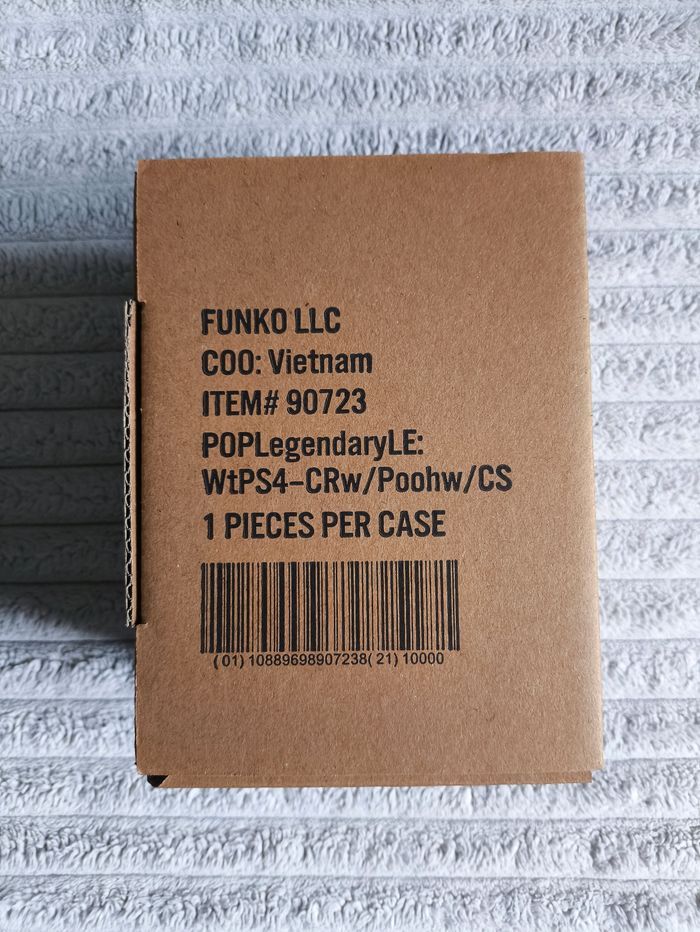 FUNKO LLC
COO: Vietnam
ITEM# 90723
POPLegendaryLE:
WtPS4-CRw/Poohw/CS
1 PIECES PER CASE
(01)10889698907238(21)10000